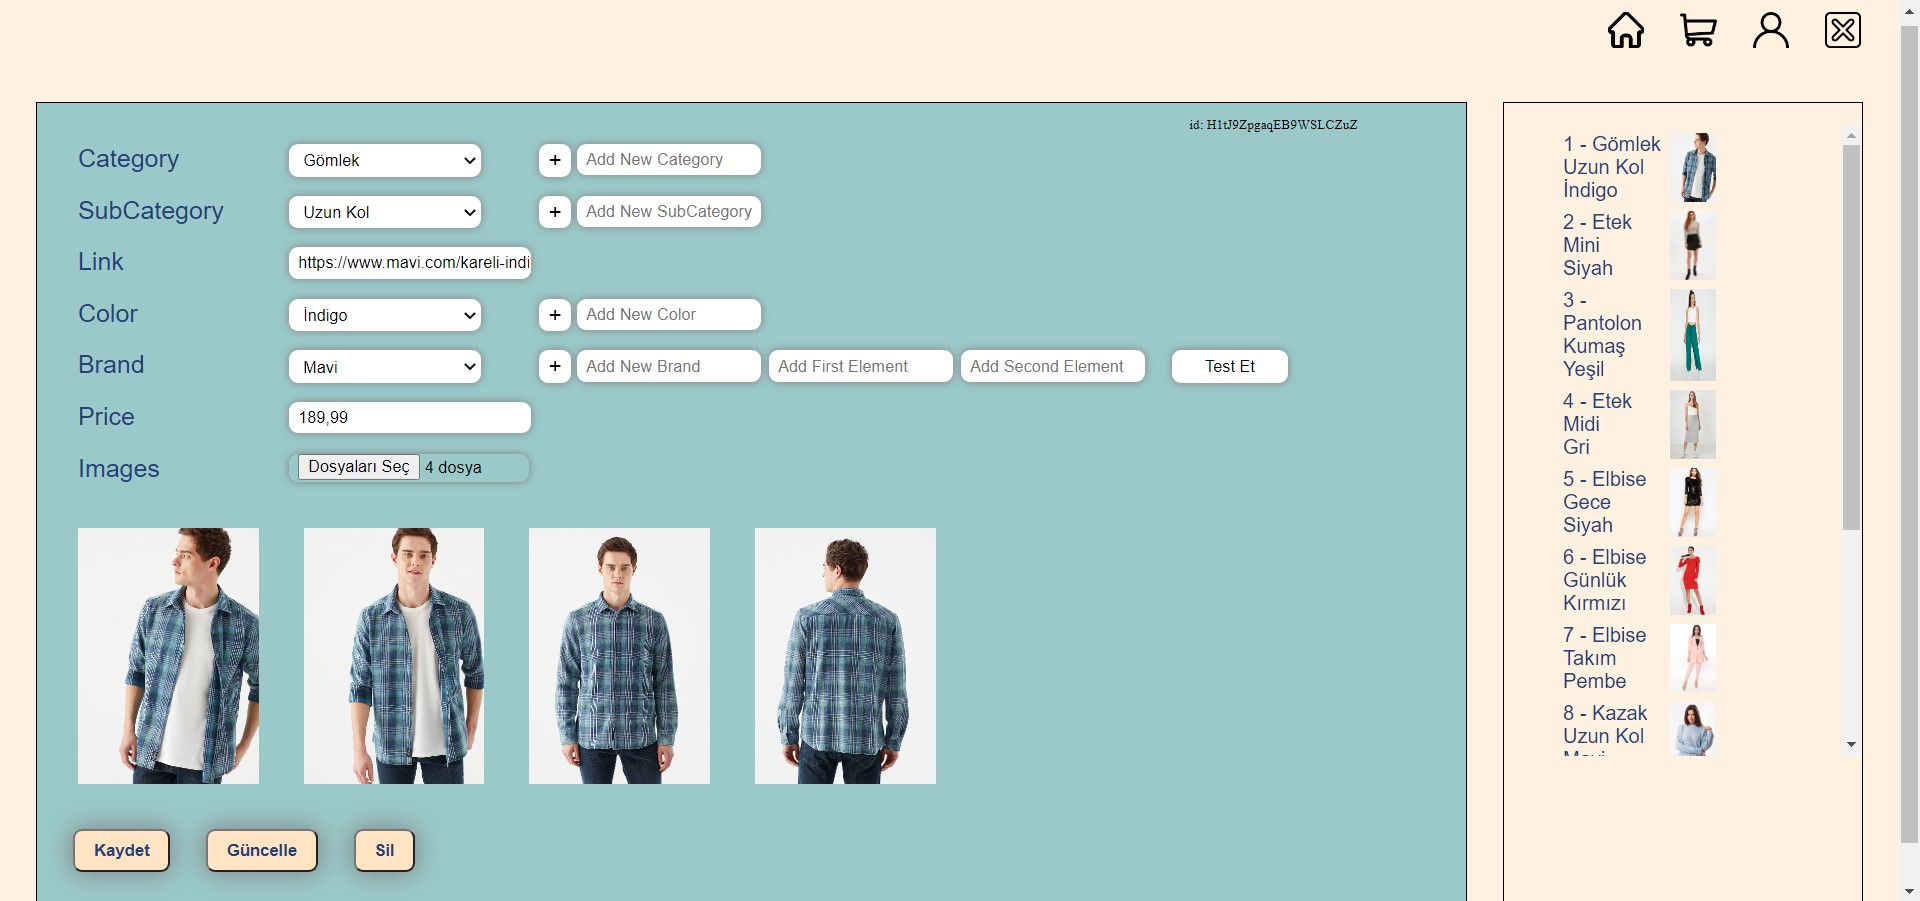 id: H1tJ9ZpgaqEB9WSLCZuZ
Category Gömlek + Add New Category
SubCategory Uzun Kol + Add New SubCategory
Link https://www.mavi.com/kareli-indi
Color İndigo + Add New Color
Brand Mavi + Add New Brand Add First Element Add Second Element Test Et
Price 189,99
Images Dosyaları Seç 4 dosya
Kaydet Güncelle Sil
1 - Gömlek
Uzun Kol
İndigo
2 - Etek
Mini
Siyah
3 -
Pantolon
Kumaş
Yeşil
4 - Etek
Midi
Gri
5 - Elbise
Gece
Siyah
6 - Elbise
Günlük
Kırmızı
7 - Elbise
Takım
Pembe
8 - Kazak
Uzun Kol
Mavi